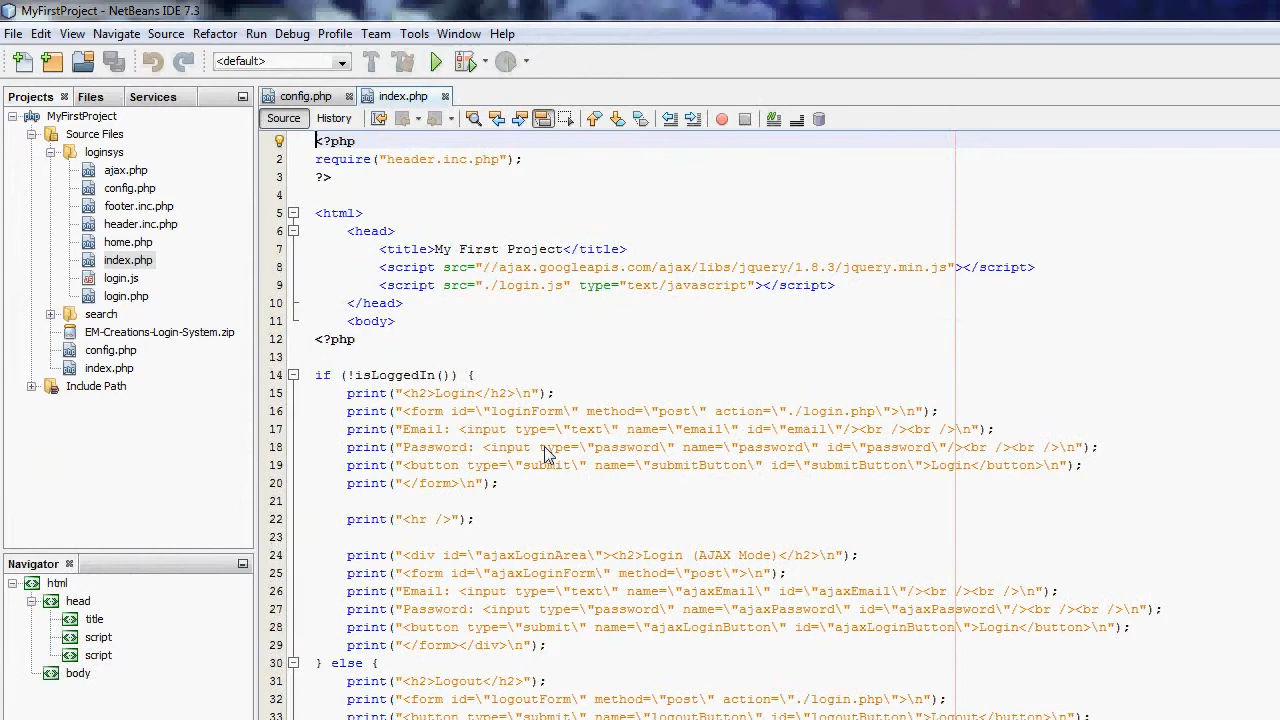 MyFirstProject - NetBeans IDE 7.3
File Edit View Navigate Source Refactor Run Debug Profile Team Tools Window Help
<default>
Projects Files Services
MyFirstProject
Source Files
loginsys
ajax.php
config.php
footer.inc.php
header.inc.php
home.php
index.php
login.js
login.php
search
EM-Creations-Login-System.zip
config.php
index.php
Include Path
Navigator
html
head
title
script
script
body
config.php index.php
Source History
<?php
2 require("header.inc.php");
3 ?>
4
5 <html>
6 <head>
7 <title>My First Project</title>
8 <script src="//ajax.googleapis.com/ajax/libs/jquery/1.8.3/jquery.min.js"></script>
9 <script src="./login.js" type="text/javascript"></script>
10 </head>
11 <body>
12 <?php
13
14 if (!isLoggedIn()) {
15 print("<h2>Login</h2>\n");
16 print("<form id=\"loginForm\" method=\"post\" action=\"./login.php\">\n");
17 print("Email: <input type=\"text\" name=\"email\" id=\"email\"/><br /><br />\n");
18 print("Password: <input type=\"password\" name=\"password\" id=\"password\"/><br /><br />\n");
19 print("<button type=\"submit\" name=\"submitButton\" id=\"submitButton\">Login</button>\n");
20 print("</form>\n");
21
22 print("<hr />");
23
24 print("<div id=\"ajaxLoginArea\"><h2>Login (AJAX Mode)</h2>\n");
25 print("<form id=\"ajaxLoginForm\" method=\"post\">\n");
26 print("Email: <input type=\"text\" name=\"ajaxEmail\" id=\"ajaxEmail\"/><br /><br />\n");
27 print("Password: <input type=\"password\" name=\"ajaxPassword\" id=\"ajaxPassword\"/><br /><br />\n");
28 print("<button type=\"submit\" name=\"ajaxLoginButton\" id=\"ajaxLoginButton\">Login</button>\n");
29 print("</form></div>\n");
30 } else {
31 print("<h2>Logout</h2>");
32 print("<form id=\"logoutForm\" method=\"post\" action=\"./login.php\">\n");
33 print("<button type=\"submit\" name=\"logoutButton\" id=\"logoutButton\">Logout</button>\n");